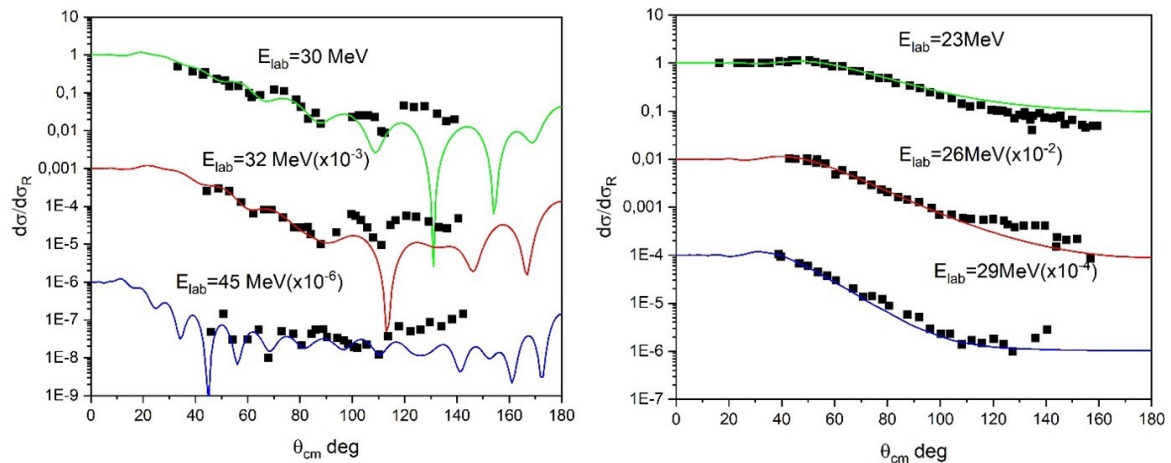 10
1
0,1
0,01
0,001
1E-4
1E-5
1E-6
1E-7
1E-8
1E-9
dσ/dσ_R
E_lab=30 MeV
E_lab=32 MeV(x10^-3)
E_lab=45 MeV(x10^-6)
0 20 40 60 80 100 120 140 160 180
θ_cm deg
10
1
0,1
0,01
0,001
1E-4
1E-5
1E-6
1E-7
dσ/dσ_R
E_lab=23MeV
E_lab=26MeV(x10^-2)
E_lab=29MeV(x10^-4)
0 20 40 60 80 100 120 140 160 180
θ_cm deg